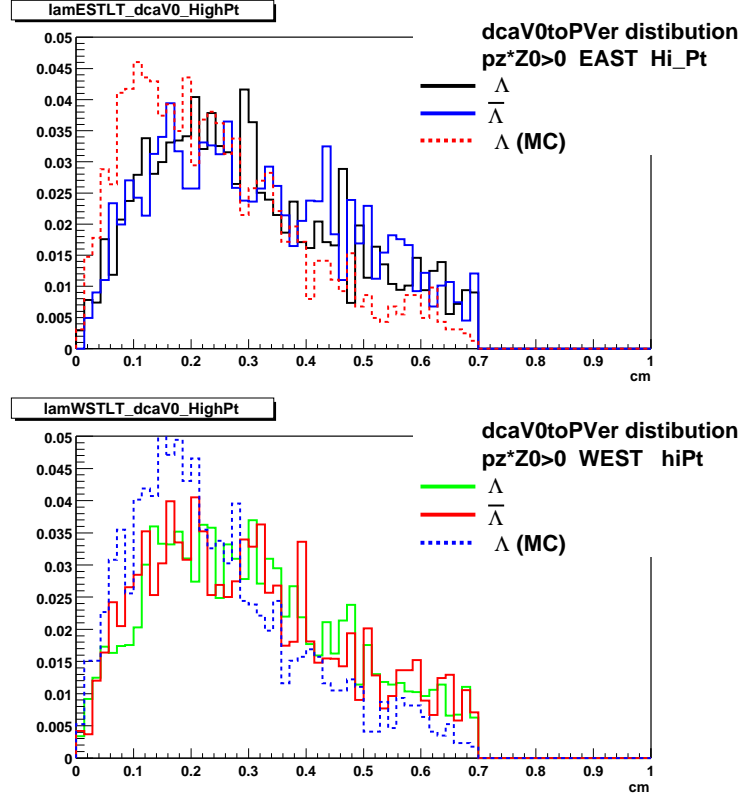 lamESTLT_dcaV0_HighPt
dcaV0toPVer distibution
pz*Z0>0 EAST Hi_Pt
Λ
Λ̅
Λ (MC)
0.05
0.045
0.04
0.035
0.03
0.025
0.02
0.015
0.01
0.005
0
0 0.1 0.2 0.3 0.4 0.5 0.6 0.7 0.8 0.9 1
cm
lamWSTLT_dcaV0_HighPt
dcaV0toPVer distibution
pz*Z0>0 WEST hiPt
Λ
Λ̅
Λ (MC)
0.05
0.045
0.04
0.035
0.03
0.025
0.02
0.015
0.01
0.005
0
0 0.1 0.2 0.3 0.4 0.5 0.6 0.7 0.8 0.9 1
cm